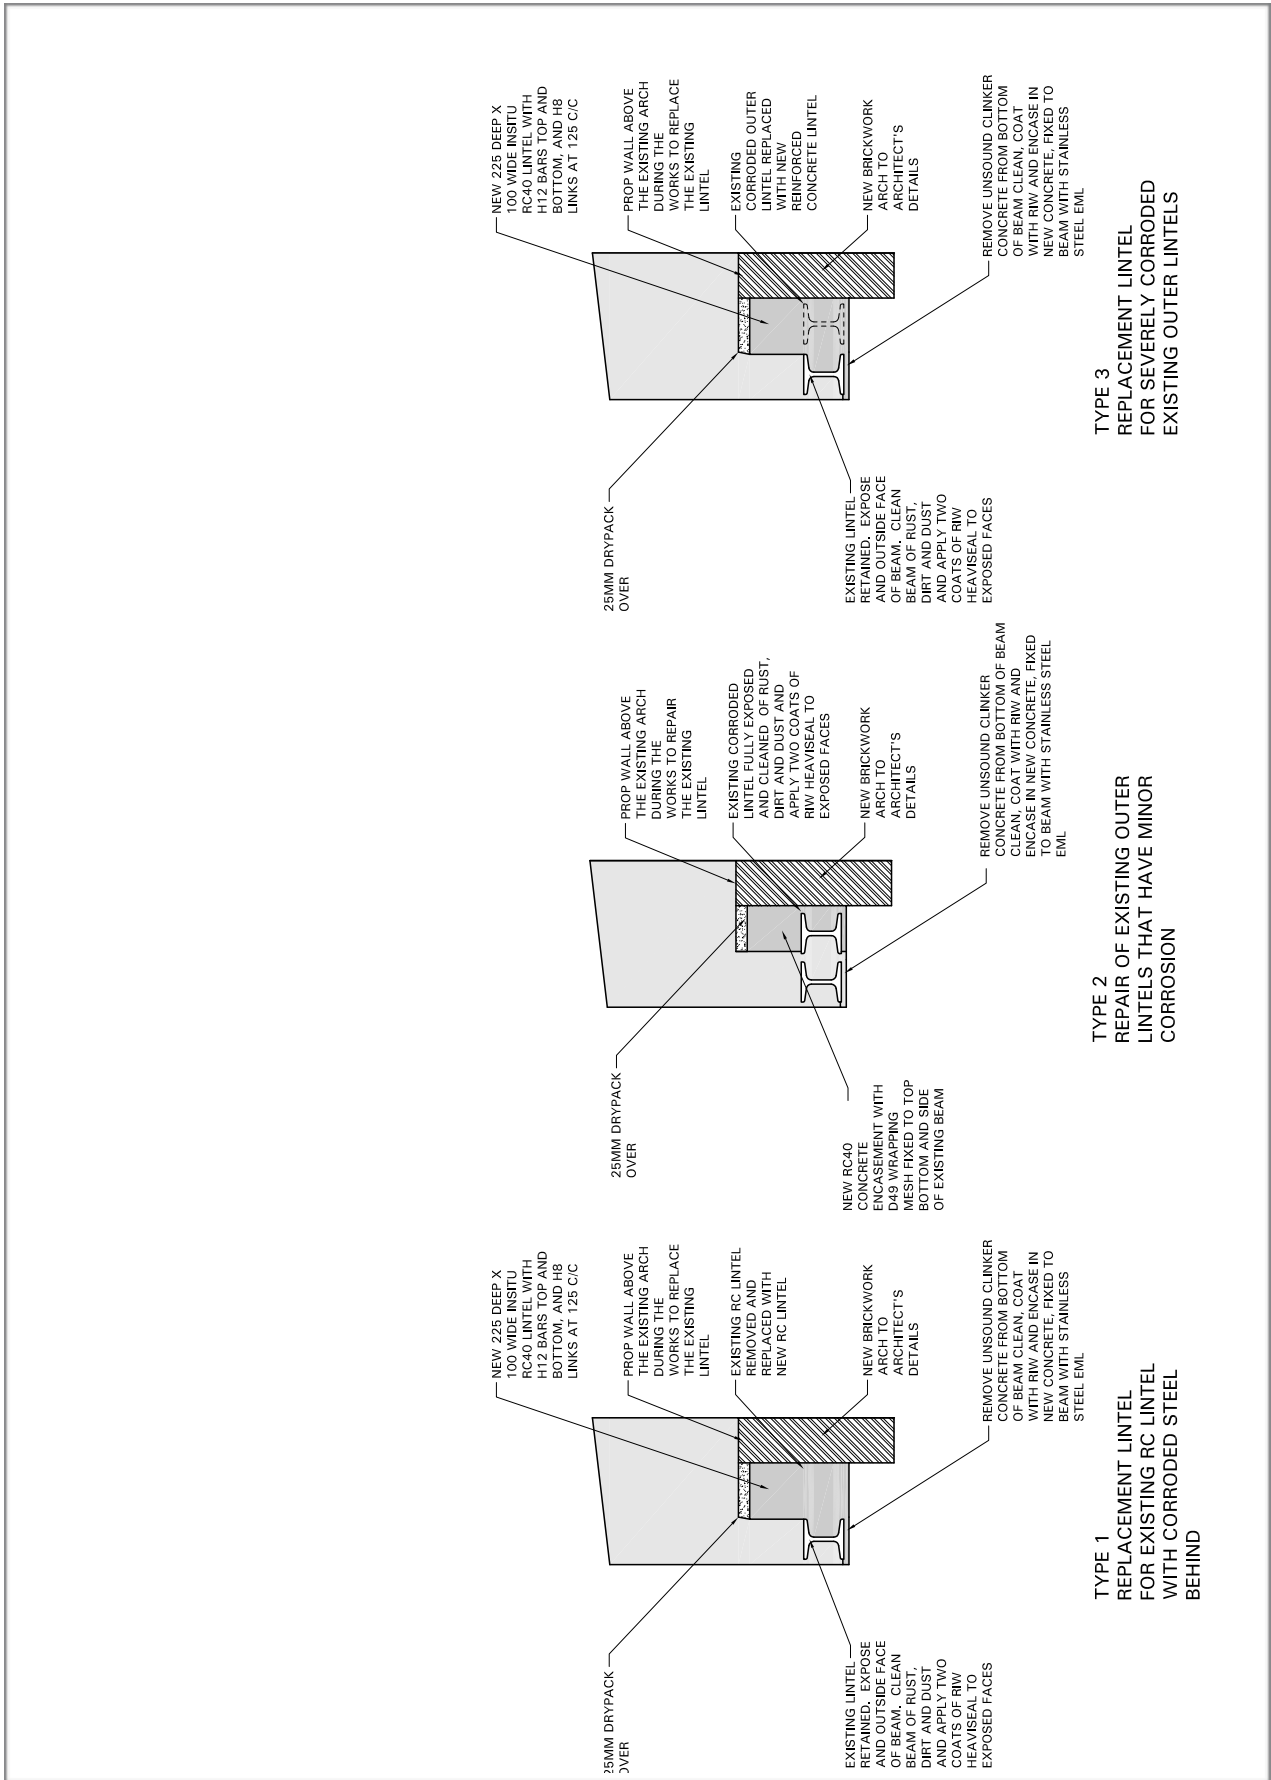 NEW 225 DEEP X
100 WIDE INSITU
RC40 LINTEL WITH
H12 BARS TOP AND
BOTTOM, AND H8
LINKS AT 125 C/C
PROP WALL ABOVE
THE EXISTING ARCH
DURING THE
WORKS TO REPLACE
THE EXISTING
LINTEL
EXISTING RC LINTEL
REMOVED AND
REPLACED WITH
NEW RC LINTEL
NEW BRICKWORK
ARCH TO
ARCHITECT'S
DETAILS
REMOVE UNSOUND CLINKER
CONCRETE FROM BOTTOM
OF BEAM CLEAN, COAT
WITH RIW AND ENCASE IN
NEW CONCRETE, FIXED TO
BEAM WITH STAINLESS
STEEL EML
25MM DRYPACK
OVER
EXISTING LINTEL
RETAINED. EXPOSE
AND OUTSIDE FACE
OF BEAM. CLEAN
BEAM OF RUST,
DIRT AND DUST
AND APPLY TWO
COATS OF RIW
HEAVISEAL TO
EXPOSED FACES
TYPE 1
REPLACEMENT LINTEL
FOR EXISTING RC LINTEL
WITH CORRODED STEEL
BEHIND
PROP WALL ABOVE
THE EXISTING ARCH
DURING THE
WORKS TO REPAIR
THE EXISTING
LINTEL
EXISTING CORRODED
LINTEL FULLY EXPOSED
AND CLEANED OF RUST,
DIRT AND DUST AND
APPLY TWO COATS OF
RIW HEAVISEAL TO
EXPOSED FACES
NEW BRICKWORK
ARCH TO
ARCHITECT'S
DETAILS
REMOVE UNSOUND CLINKER
CONCRETE FROM BOTTOM OF BEAM
CLEAN, COAT WITH RIW AND
ENCASE IN NEW CONCRETE, FIXED
TO BEAM WITH STAINLESS STEEL
EML
25MM DRYPACK
OVER
NEW RC40
CONCRETE
ENCASEMENT WITH
D49 WRAPPING
MESH FIXED TO TOP
BOTTOM AND SIDE
OF EXISTING BEAM
TYPE 2
REPAIR OF EXISTING OUTER
LINTELS THAT HAVE MINOR
CORROSION
NEW 225 DEEP X
100 WIDE INSITU
RC40 LINTEL WITH
H12 BARS TOP AND
BOTTOM, AND H8
LINKS AT 125 C/C
PROP WALL ABOVE
THE EXISTING ARCH
DURING THE
WORKS TO REPLACE
THE EXISTING
LINTEL
EXISTING
CORRODED OUTER
LINTEL REPLACED
WITH NEW
REINFORCED
CONCRETE LINTEL
NEW BRICKWORK
ARCH TO
ARCHITECT'S
DETAILS
REMOVE UNSOUND CLINKER
CONCRETE FROM BOTTOM
OF BEAM CLEAN, COAT
WITH RIW AND ENCASE IN
NEW CONCRETE, FIXED TO
BEAM WITH STAINLESS
STEEL EML
25MM DRYPACK
OVER
EXISTING LINTEL
RETAINED. EXPOSE
AND OUTSIDE FACE
OF BEAM. CLEAN
BEAM OF RUST,
DIRT AND DUST
AND APPLY TWO
COATS OF RIW
HEAVISEAL TO
EXPOSED FACES
TYPE 3
REPLACEMENT LINTEL
FOR SEVERELY CORRODED
EXISTING OUTER LINTELS